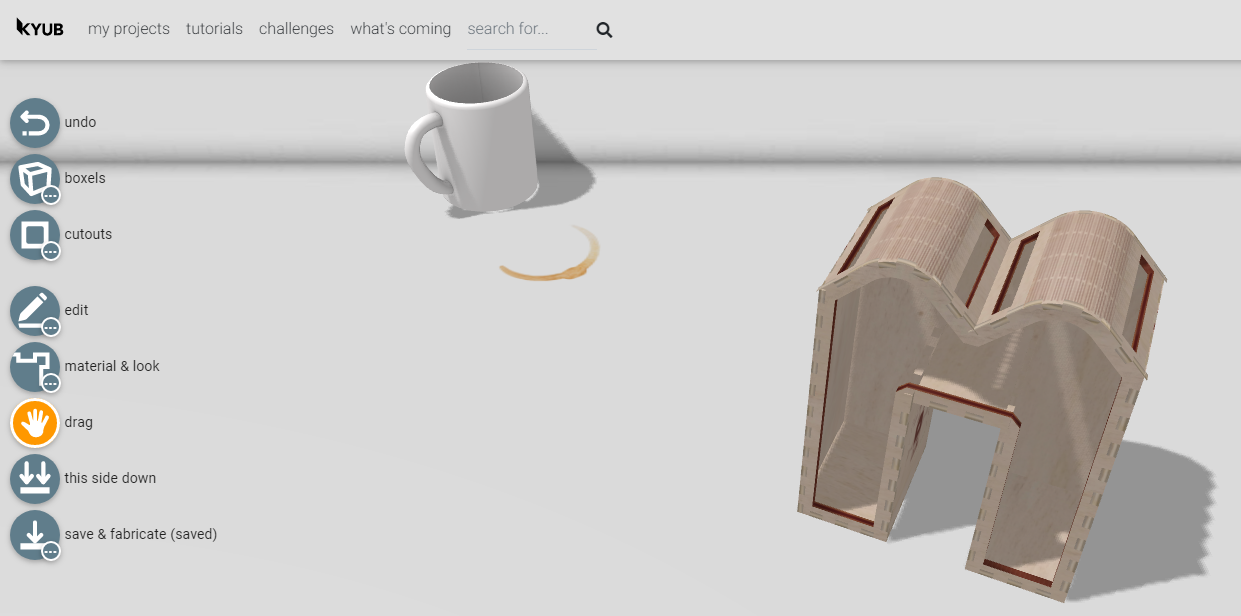 KYUB my projects tutorials challenges what's coming search for...
undo
boxels
cutouts
edit
material & look
drag
this side down
save & fabricate (saved)